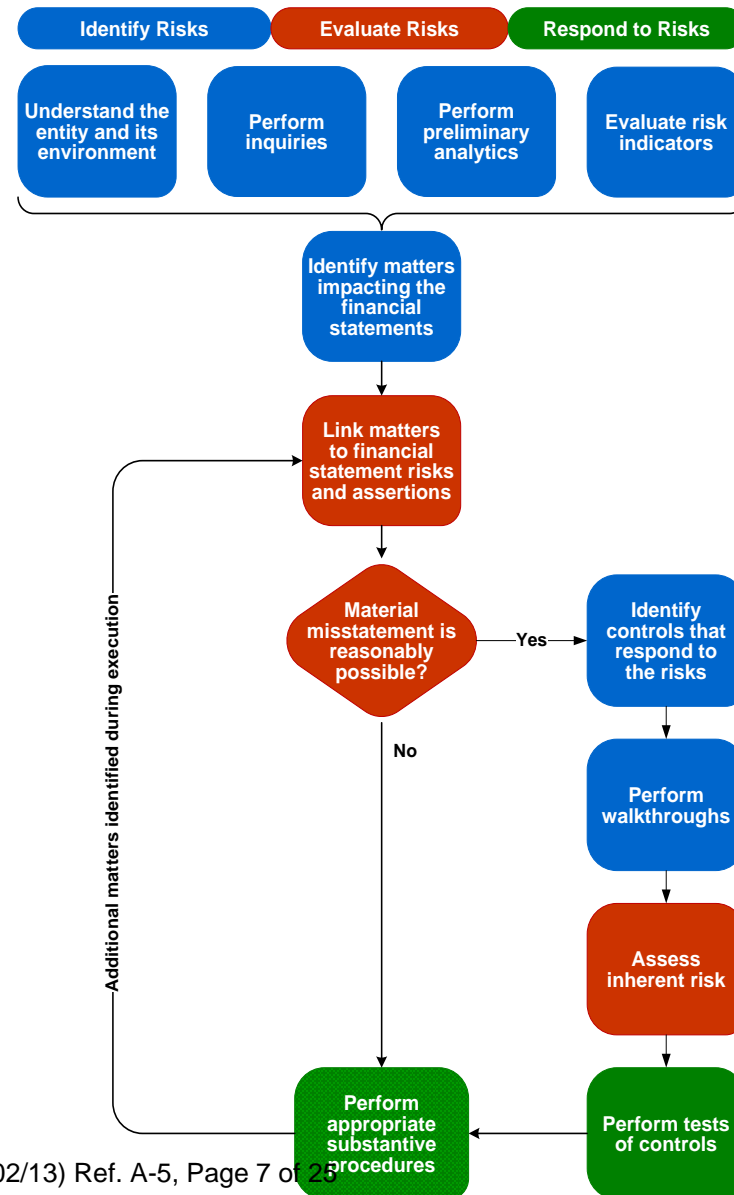 Identify Risks
Evaluate Risks
Respond to Risks
Understand the
entity and its
environment
Perform
inquiries
Perform
preliminary
analytics
Evaluate risk
indicators
Identify matters
impacting the
financial
statements
Link matters
to financial
statement risks
and assertions
Material
misstatement is
reasonably
possible?
Yes
Identify
controls that
respond to
the risks
No
Perform
walkthroughs
Additional matters identified during execution
Assess
inherent risk
Perform
appropriate
substantive
procedures
Perform tests
of controls
02/13) Ref. A-5, Page 7 of 25